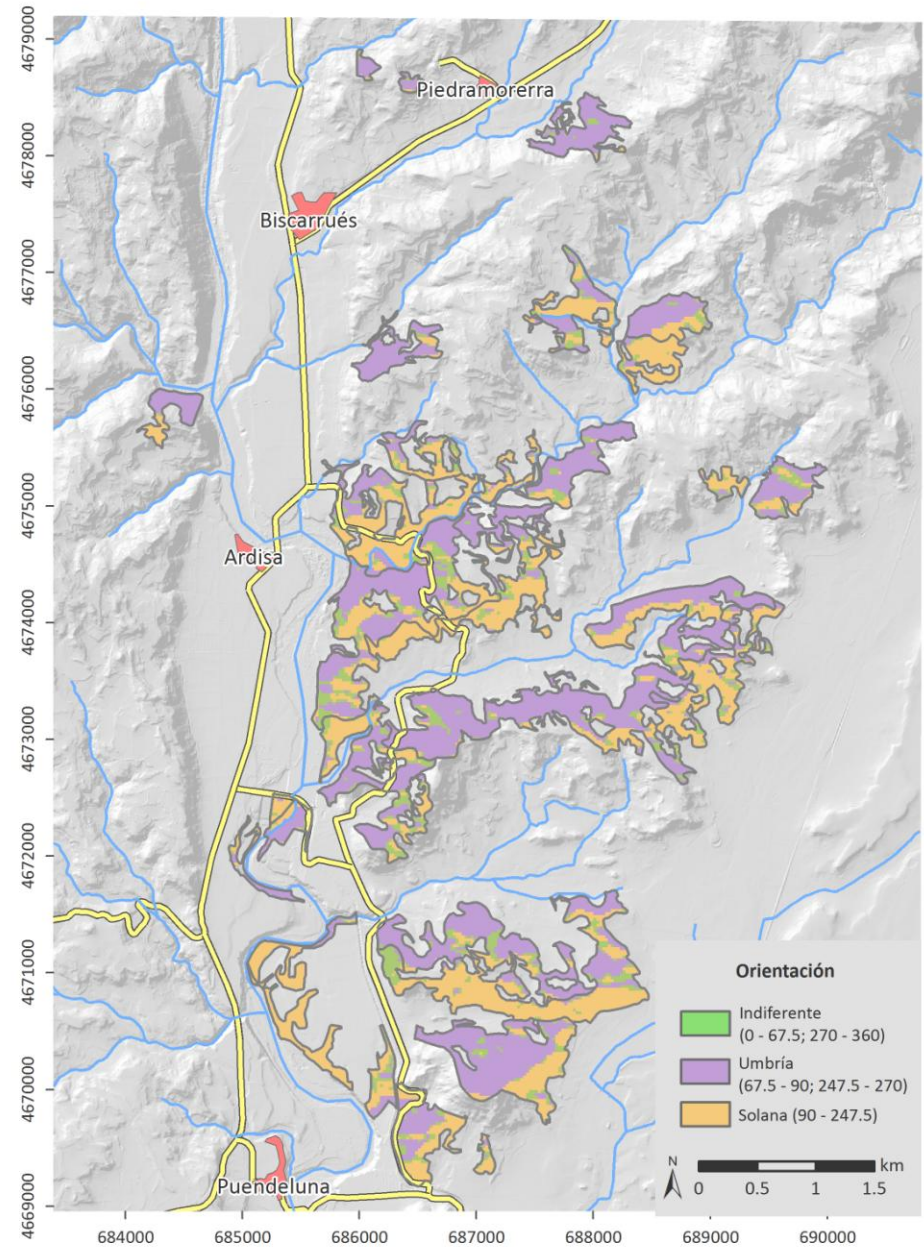 4679000
4678000
4677000
4676000
4675000
4674000
4673000
4672000
4671000
4670000
4669000
Piedramorerra
Biscarrués
Ardisa
Puendeluna
Orientación
Indiferente
(0 - 67.5; 270 - 360)
Umbría
(67.5 - 90; 247.5 - 270)
Solana (90 - 247.5)
N
km
0 0.5 1 1.5
684000 685000 686000 687000 688000 689000 690000